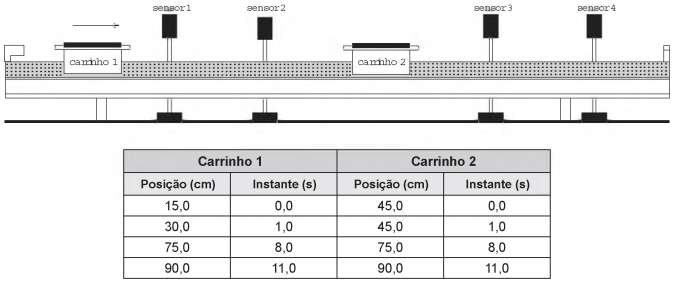 sensor1 sensor2 sensor3 sensor4
carrinho 1 carrinho 2
Carrinho 1 Carrinho 2
Posição (cm) Instante (s) Posição (cm) Instante (s)
15,0 0,0 45,0 0,0
30,0 1,0 45,0 1,0
75,0 8,0 75,0 8,0
90,0 11,0 90,0 11,0